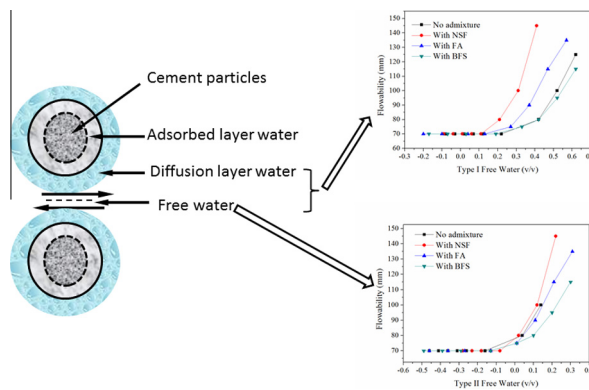 Cement particles
Adsorbed layer water
Diffusion layer water
Free water
150
140
130
120
110
100
90
80
70
60
-0.3 -0.2 -0.1 0.0 0.1 0.2 0.3 0.4 0.5 0.6 0.7
Flowability (mm)
Type I Free Water (v/v)
No admixture
With NSF
With FA
With BFS
150
140
130
120
110
100
90
80
70
60
-0.5 -0.4 -0.3 -0.2 -0.1 0.0 0.1 0.2 0.3 0.4
Flowability (mm)
Type II Free Water (v/v)
No admixture
With NSF
With FA
With BFS